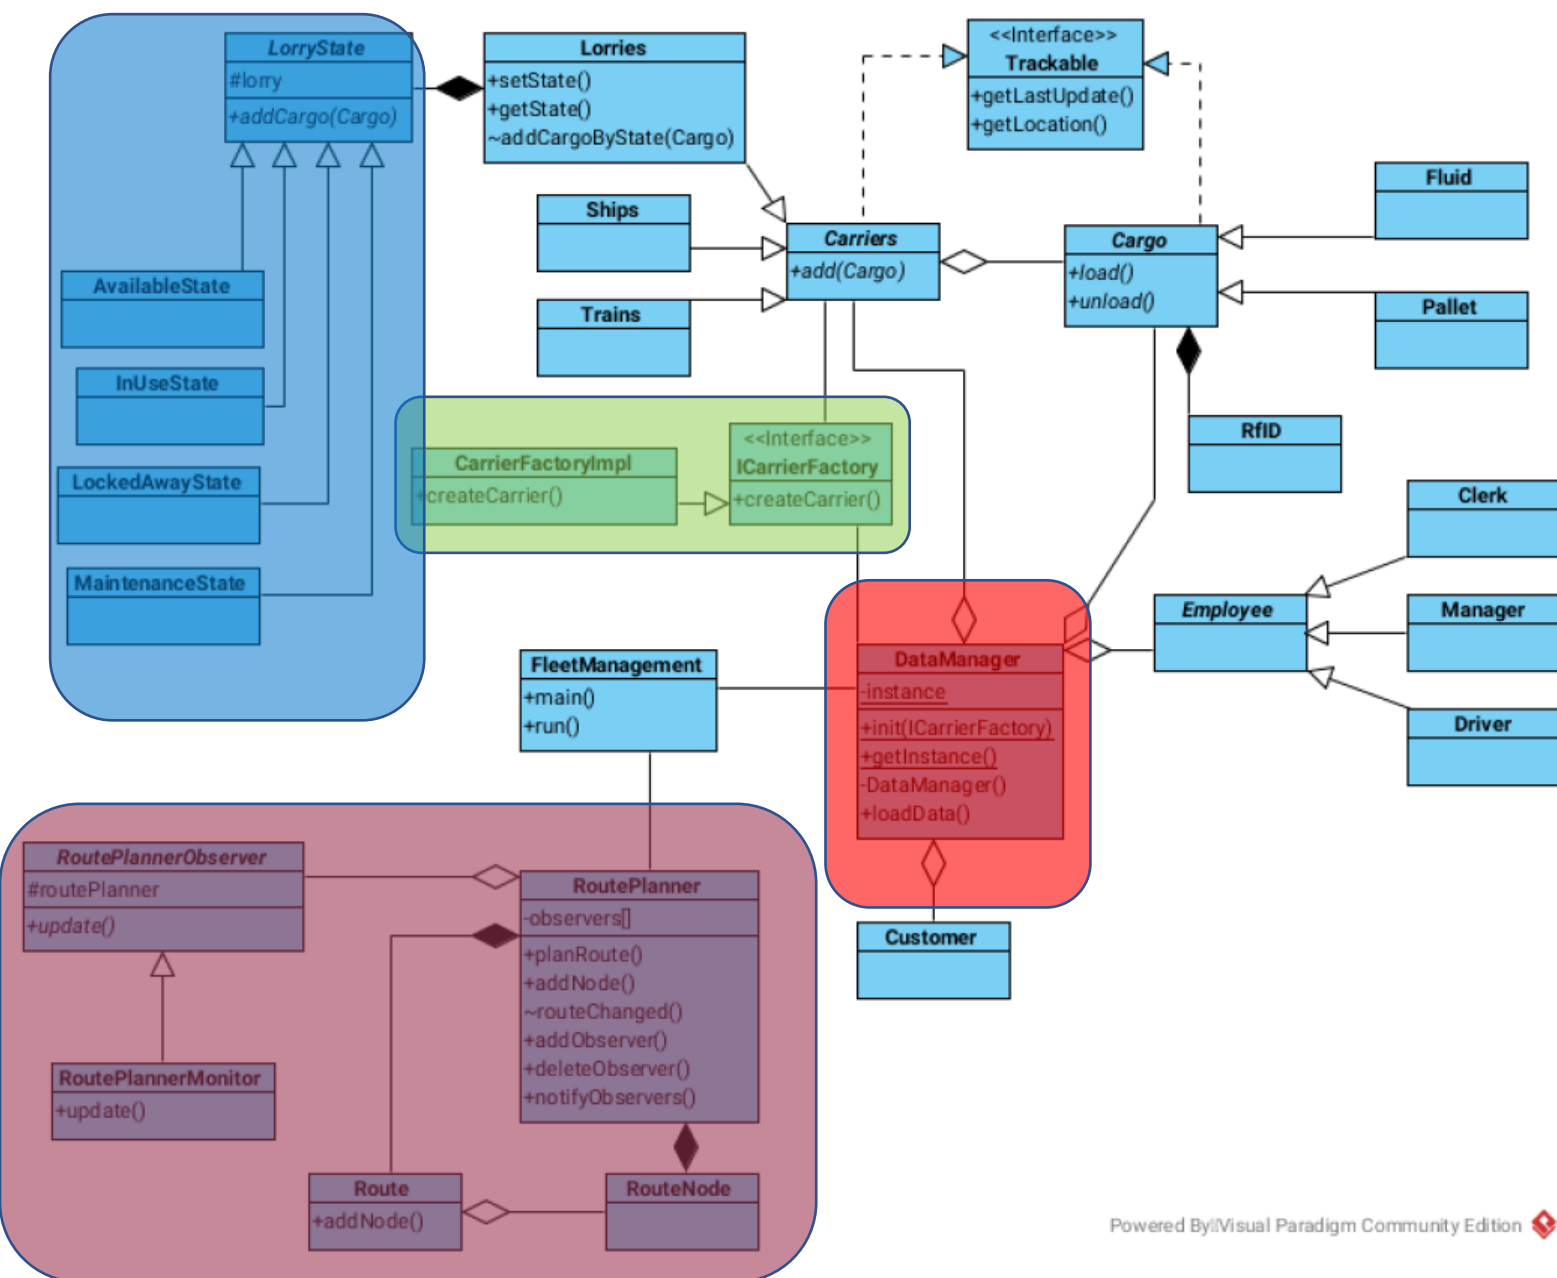 LorryState
#lorry
+addCargo(Cargo)
Lorries
+setState()
+getState()
~addCargoByState(Cargo)
<<Interface>>
Trackable
+getLastUpdate()
+getLocation()
Ships
Trains
Carriers
+add(Cargo)
Cargo
+load()
+unload()
Fluid
Pallet
RfID
AvailableState
InUseState
LockedAwayState
MaintenanceState
CarrierFactoryImpl
+createCarrier()
<<Interface>>
ICarrierFactory
+createCarrier()
Clerk
Manager
Driver
Employee
FleetManagement
+main()
+run()
DataManager
-instance
+init(ICarrierFactory)
+getInstance()
-DataManager()
+loadData()
Customer
RoutePlannerObserver
#routePlanner
+update()
RoutePlannerMonitor
+update()
RoutePlanner
-observers[]
+planRoute()
+addNode()
~routeChanged()
+addObserver()
+deleteObserver()
+notifyObservers()
Route
+addNode()
RouteNode
Powered By Visual Paradigm Community Edition